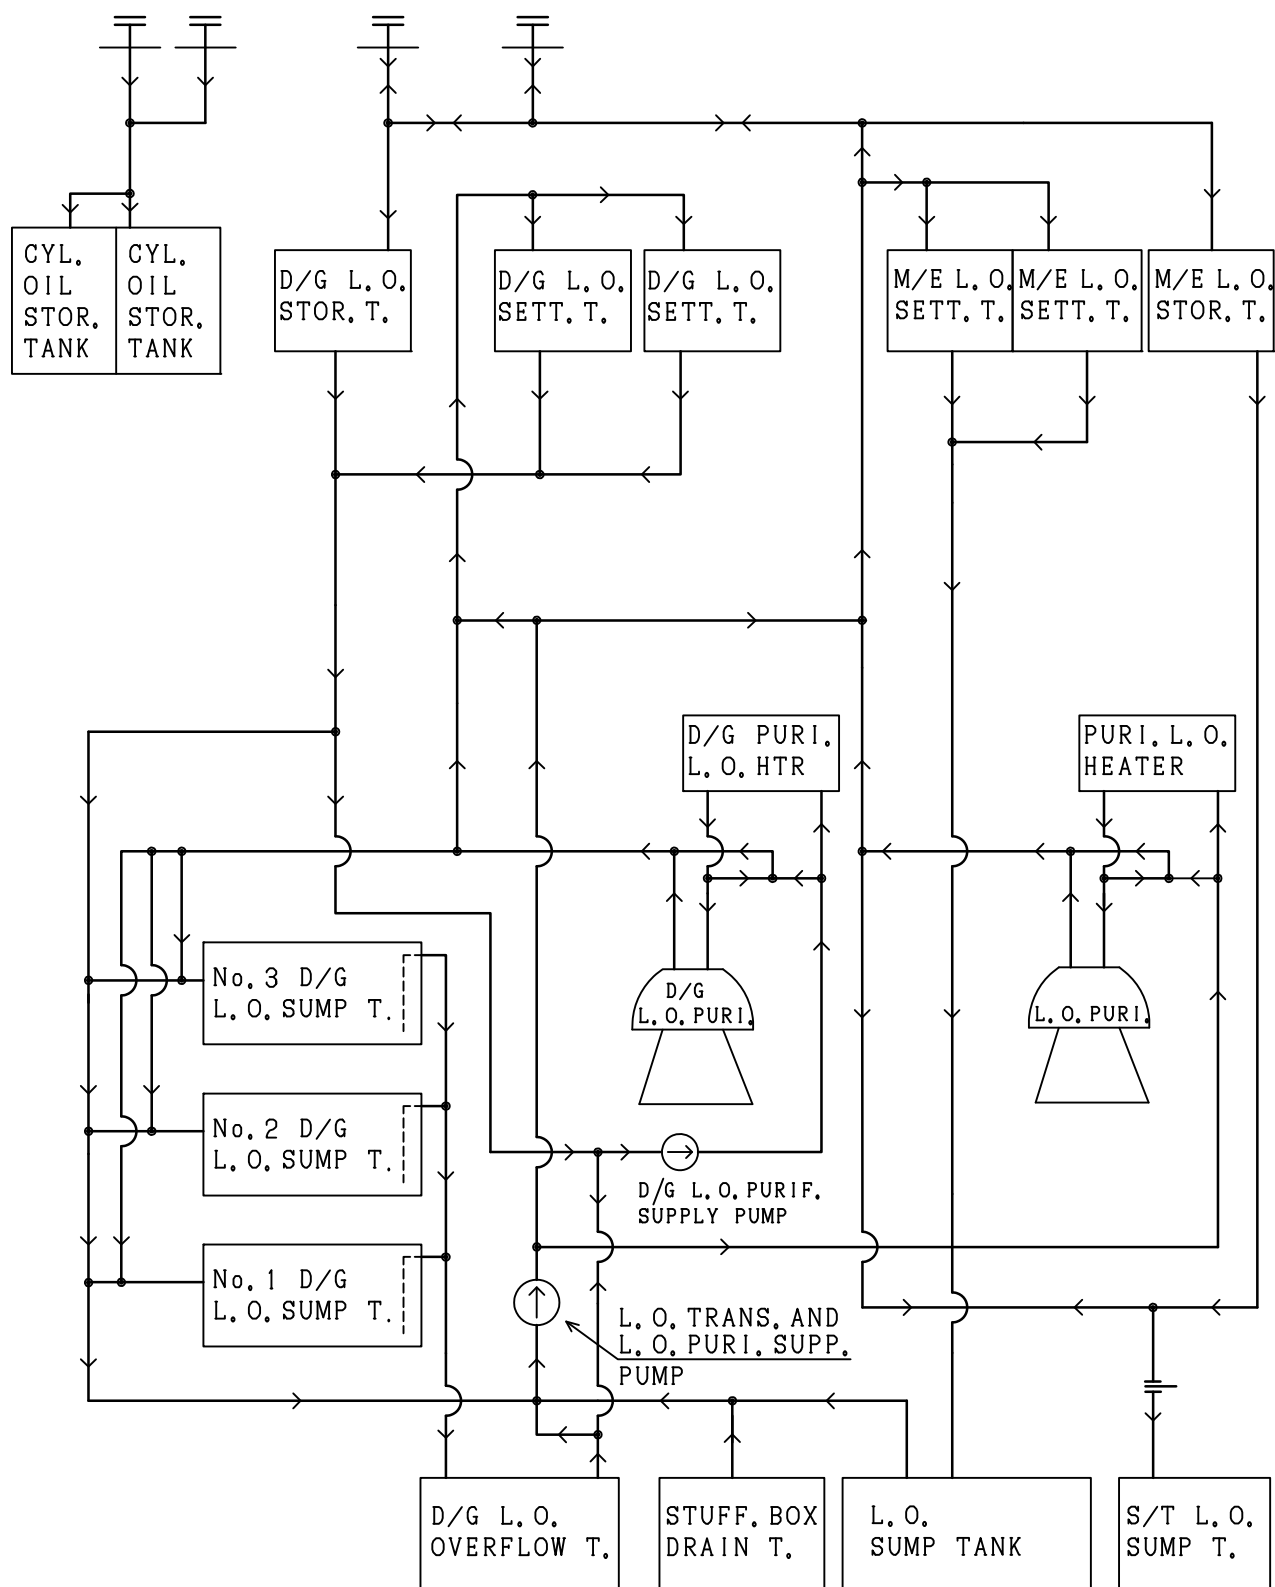 CYL.
OIL
STOR.
TANK
CYL.
OIL
STOR.
TANK
D/G L.O.
STOR.T.
D/G L.O.
SETT.T.
D/G L.O.
SETT.T.
M/E L.O.
SETT.T.
M/E L.O.
SETT.T.
M/E L.O.
STOR.T.
D/G PURI.
L.O.HTR
PURI.L.O.
HEATER
No.3 D/G
L.O.SUMP T.
D/G
L.O.PURI.
L.O.PURI.
No.2 D/G
L.O.SUMP T.
D/G L.O.PURIF.
SUPPLY PUMP
No.1 D/G
L.O.SUMP T.
L.O.TRANS.AND
L.O.PURI.SUPP.
PUMP
D/G L.O.
OVERFLOW T.
STUFF.BOX
DRAIN T.
L.O.
SUMP TANK
S/T L.O.
SUMP T.